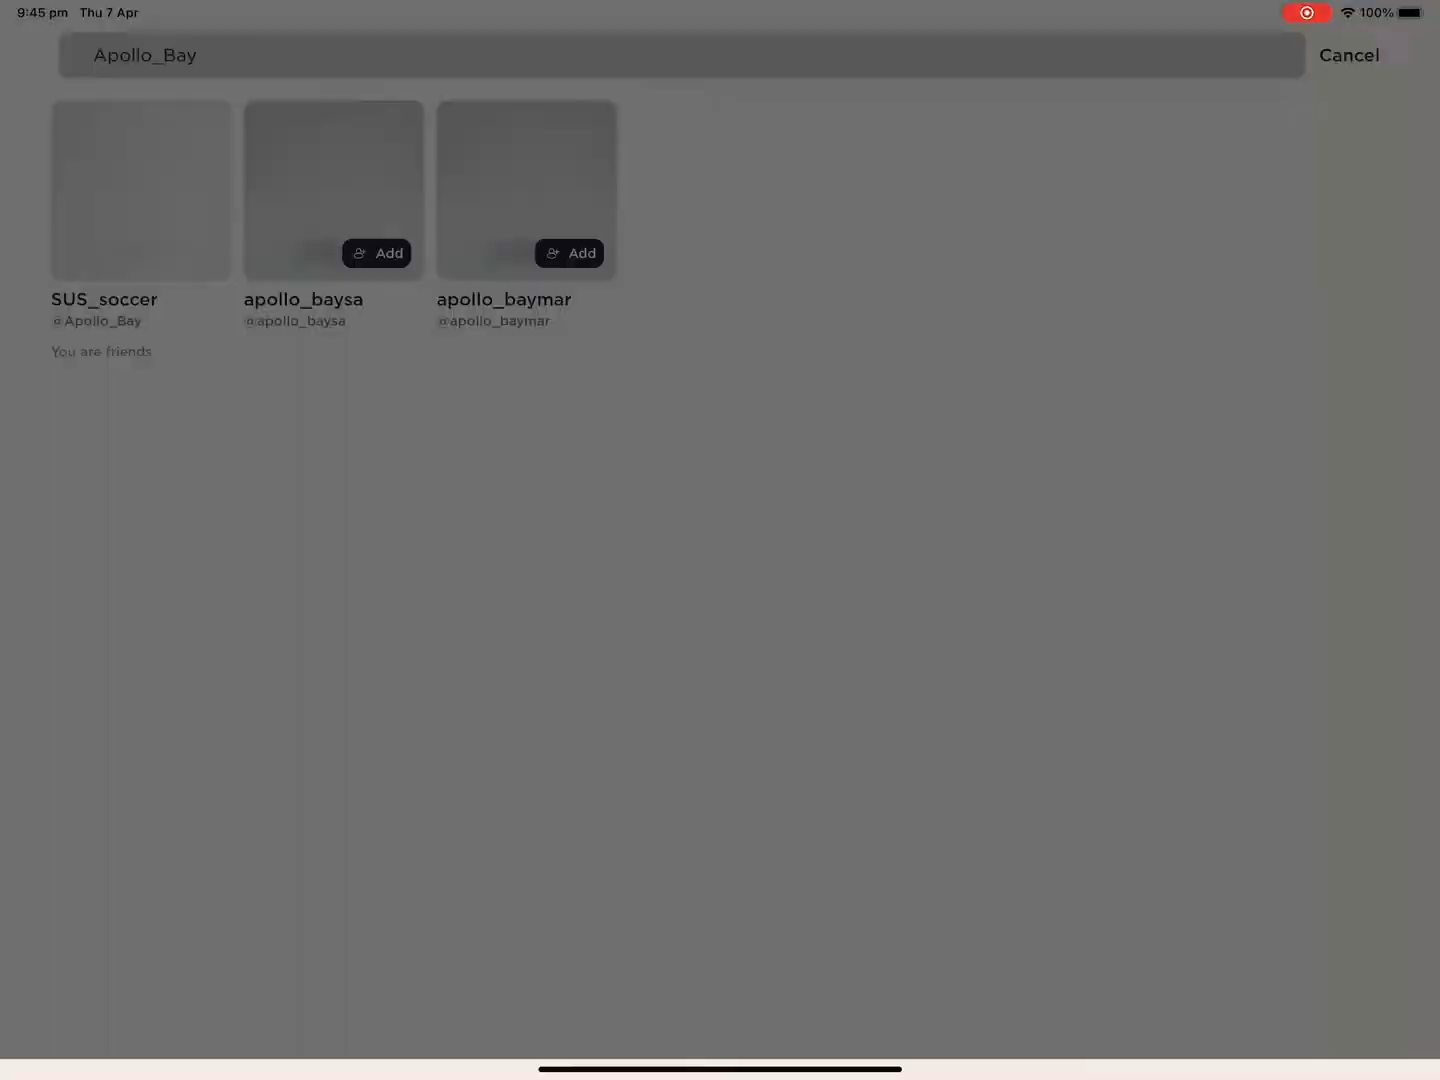 9:45 pm Thu 7 Apr 100%
Apollo_Bay Cancel
Add Add
SUS_soccer apollo_baysa apollo_baymar
@Apollo_Bay @apollo_baysa @apollo_baymar
You are friends